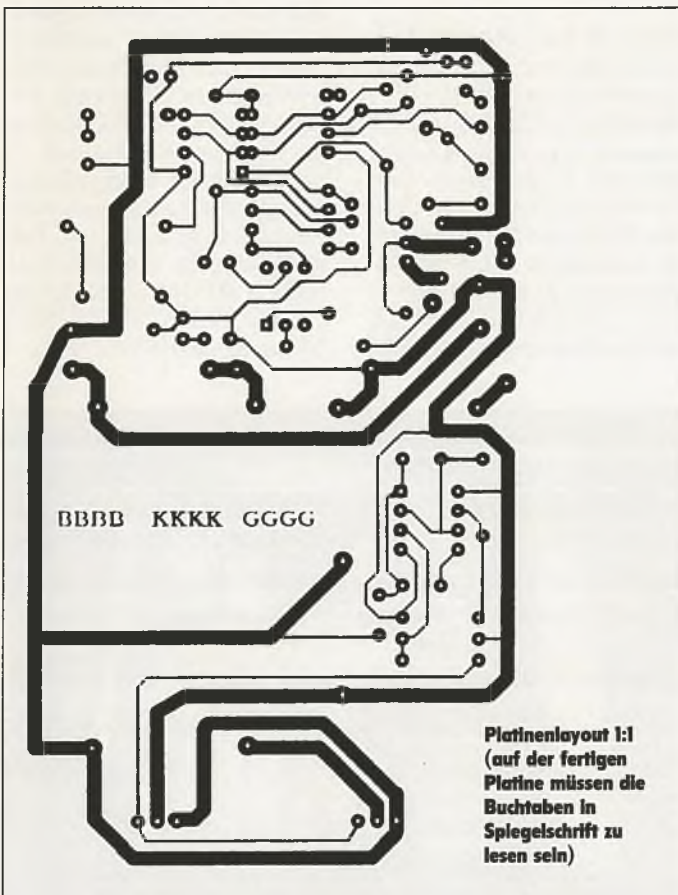 BBBB KKKK GGGG
Platinenlayout 1:1
(auf der fertigen
Platine müssen die
Buchtaben in
Spiegelschrift zu
lesen sein)